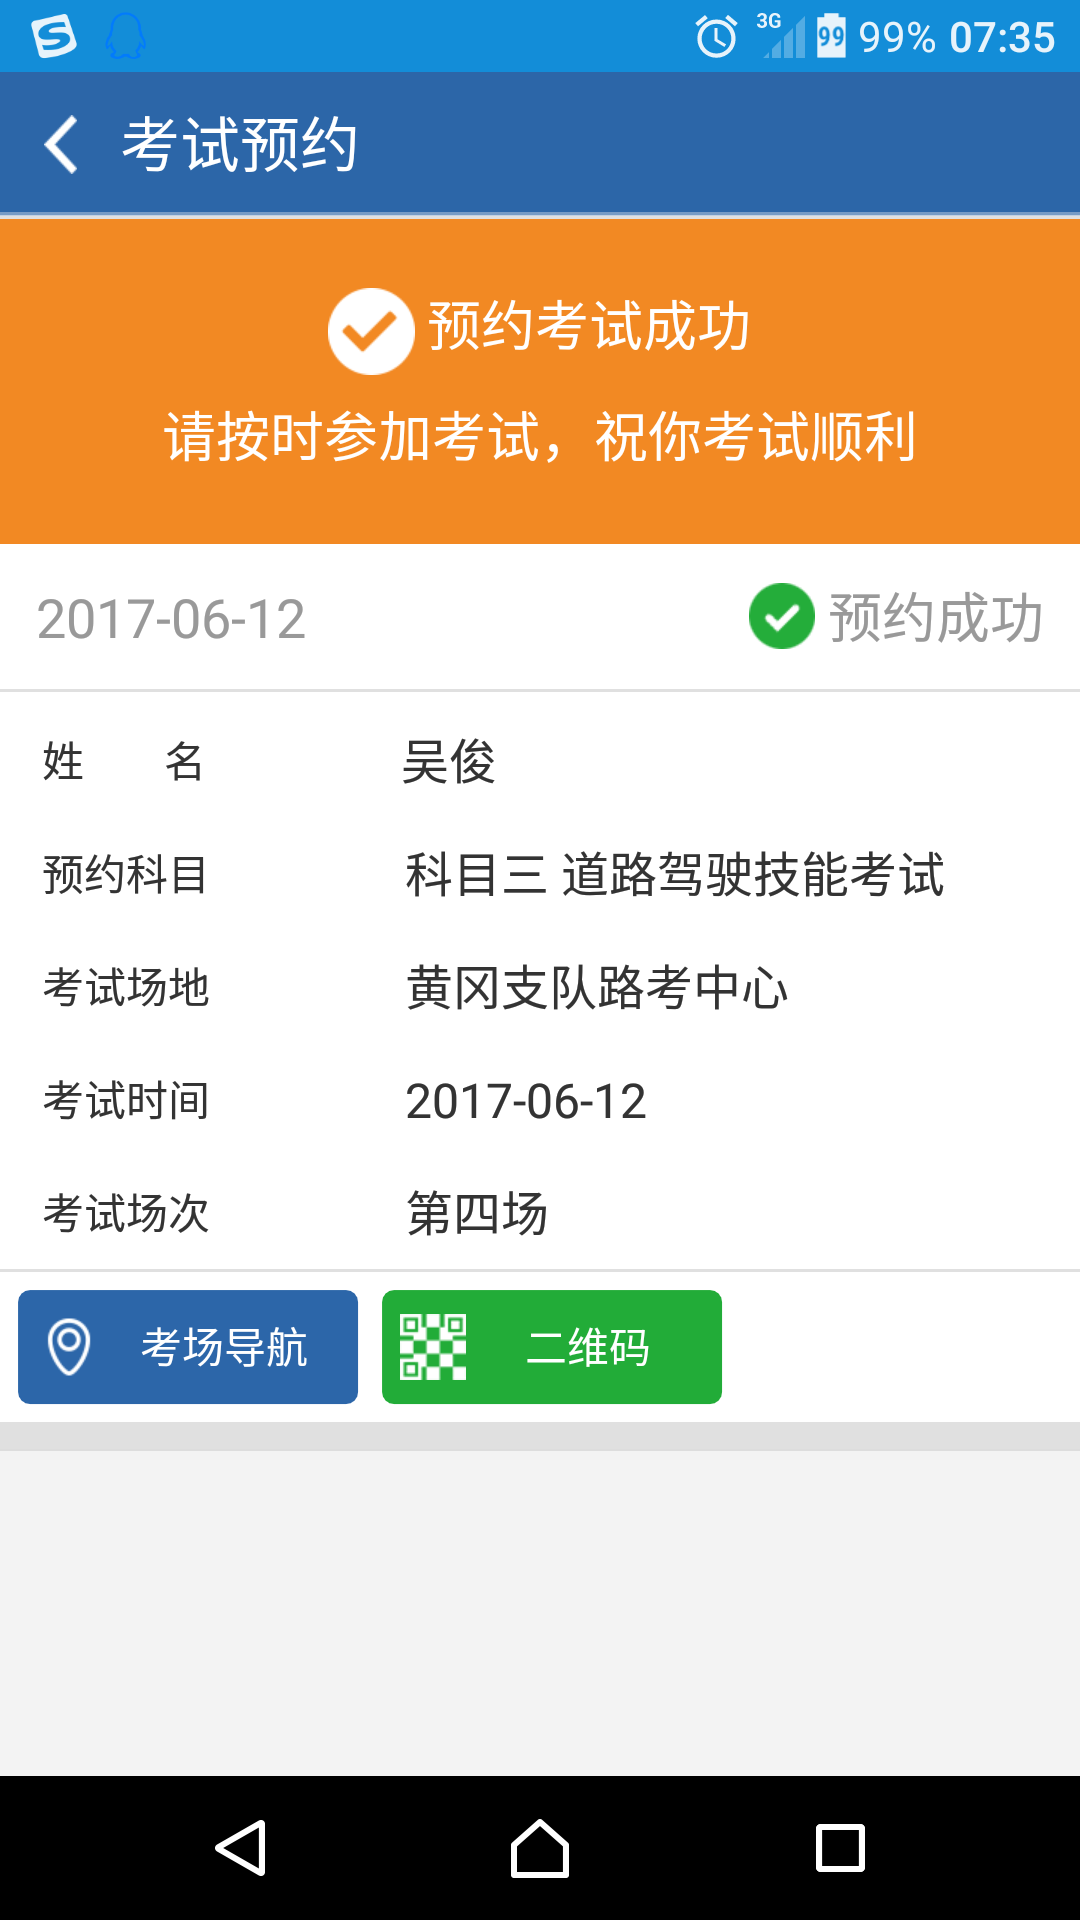 3G 99 99% 07:35
考试预约
预约考试成功
请按时参加考试，祝你考试顺利
2017-06-12 预约成功
姓 名 吴俊
预约科目 科目三 道路驾驶技能考试
考试场地 黄冈支队路考中心
考试时间 2017-06-12
考试场次 第四场
考场导航 二维码